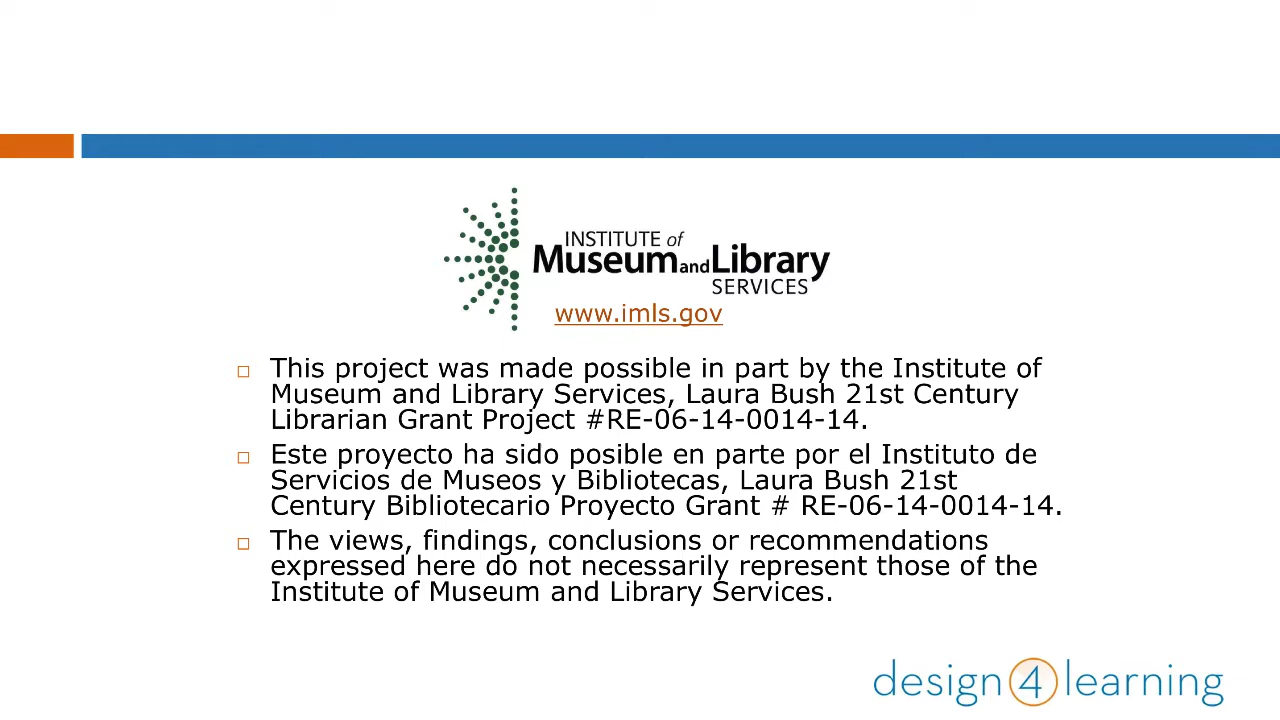 INSTITUTE of
Museum and Library
SERVICES
www.imls.gov
This project was made possible in part by the Institute of
Museum and Library Services, Laura Bush 21st Century
Librarian Grant Project #RE-06-14-0014-14.
Este proyecto ha sido posible en parte por el Instituto de
Servicios de Museos y Bibliotecas, Laura Bush 21st
Century Bibliotecario Proyecto Grant # RE-06-14-0014-14.
The views, findings, conclusions or recommendations
expressed here do not necessarily represent those of the
Institute of Museum and Library Services.
design 4 learning